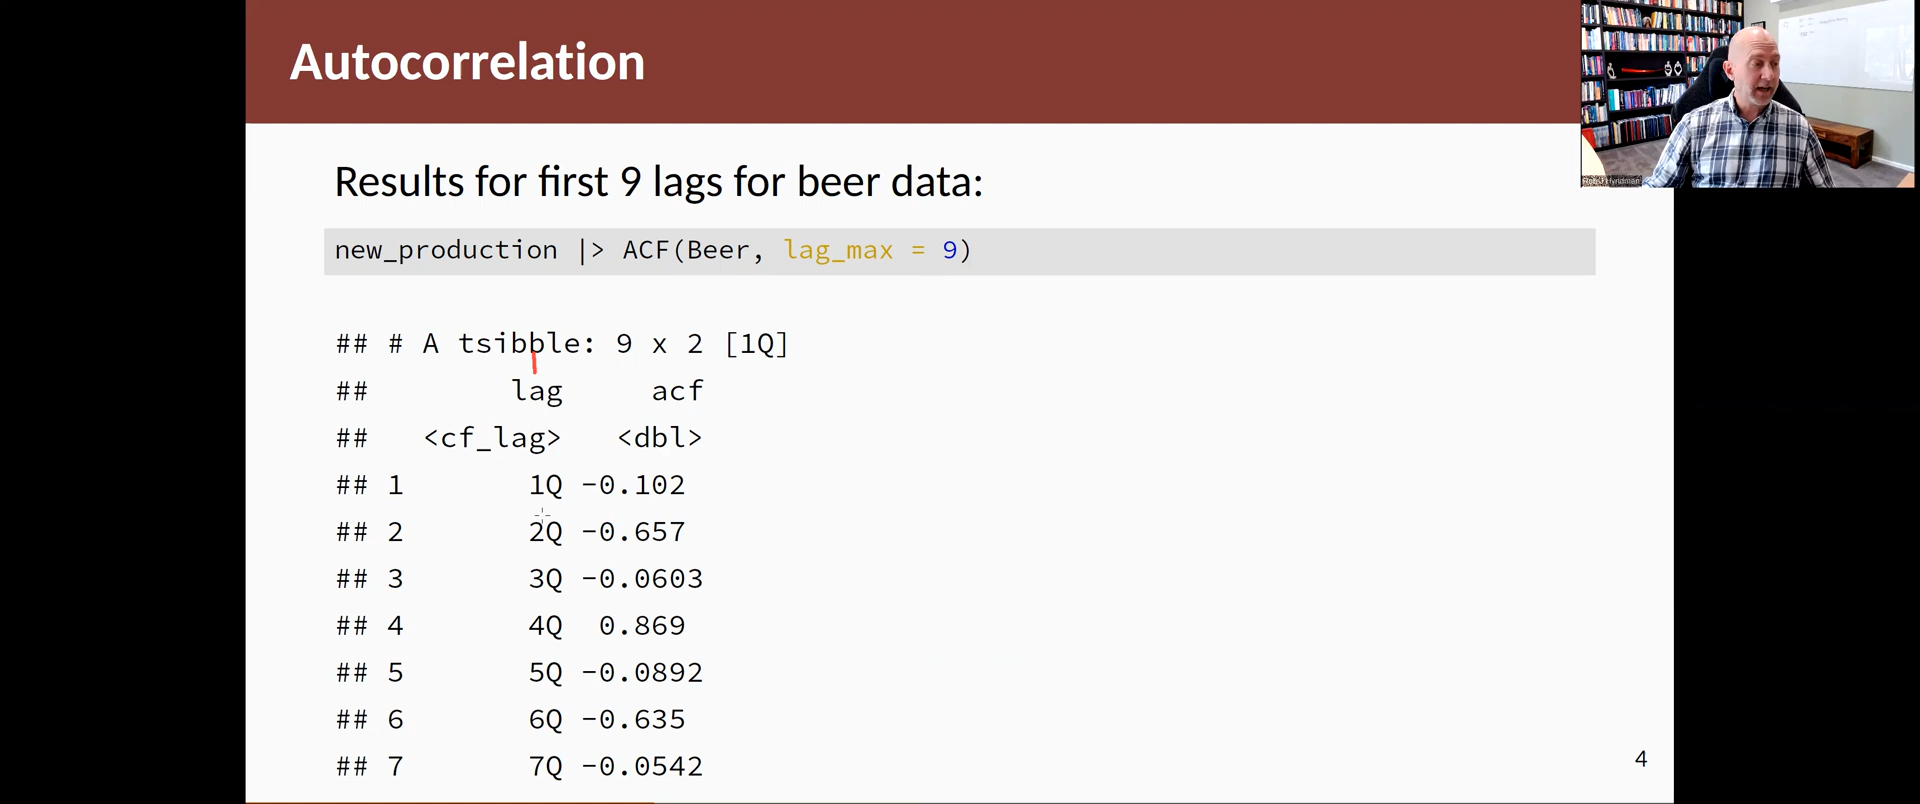 Autocorrelation
Results for first 9 lags for beer data:
new_production |> ACF(Beer, lag_max = 9)
## # A tsibble: 9 x 2 [1Q]
## lag acf
## <cf_lag> <dbl>
## 1 1Q -0.102
## 2 2Q -0.657
## 3 3Q -0.0603
## 4 4Q 0.869
## 5 5Q -0.0892
## 6 6Q -0.635
## 7 7Q -0.0542
4
Rob J Hyndman